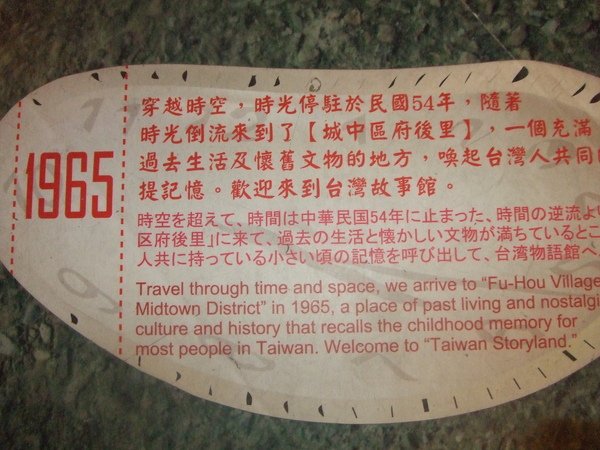 1965
穿越時空，時光停駐於民國54年，隨著
時光倒流來到了【城中區府後里】，一個充滿
過去生活及懷舊文物的地方，喚起台灣人共同
提記憶。歡迎來到台灣故事館。
時空を超えて、時間は中華民国54年に止まった、時間の逆流より
区府後里」に来て、過去の生活と懐かしい文物が満ちているとこ
人共に持っている小さい頃の記憶を呼び出して、台湾物語館へ
Travel through time and space, we arrive to “Fu-Hou Village
Midtown District” in 1965, a place of past living and nostalgi
culture and history that recalls the childhood memory for
most people in Taiwan. Welcome to “Taiwan Storyland.”